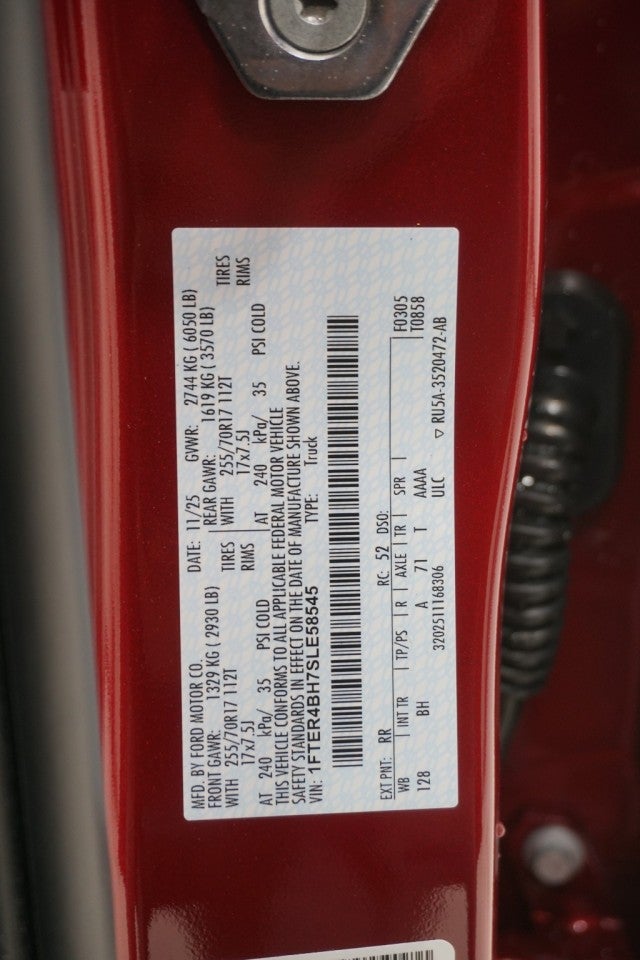 MFD. BY FORD MOTOR CO. DATE: 11/25 GVWR: 2744 KG ( 6050 LB)
FRONT GAWR: 1329 KG ( 2930 LB) REAR GAWR: 1619 KG ( 3570 LB)
WITH 255/70R17 112T TIRES WITH 255/70R17 112T TIRES
17x7.5J RIMS 17x7.5J RIMS
AT 240 kPa/ 35 PSI COLD AT 240 kPa/ 35 PSI COLD
THIS VEHICLE CONFORMS TO ALL APPLICABLE FEDERAL MOTOR VEHICLE
SAFETY STANDARDS IN EFFECT ON THE DATE OF MANUFACTURE SHOWN ABOVE.
VIN: 1FTER4BH7SLE58545 TYPE: Truck
F0305
EXT PNT: RR RC: 52 DSO: T0858
WB INT TR TP/PS R AXLE TR SPR
128 BH A 71 T AAAA
3202511168306 ULC ▽ RU5A-3520472-AB